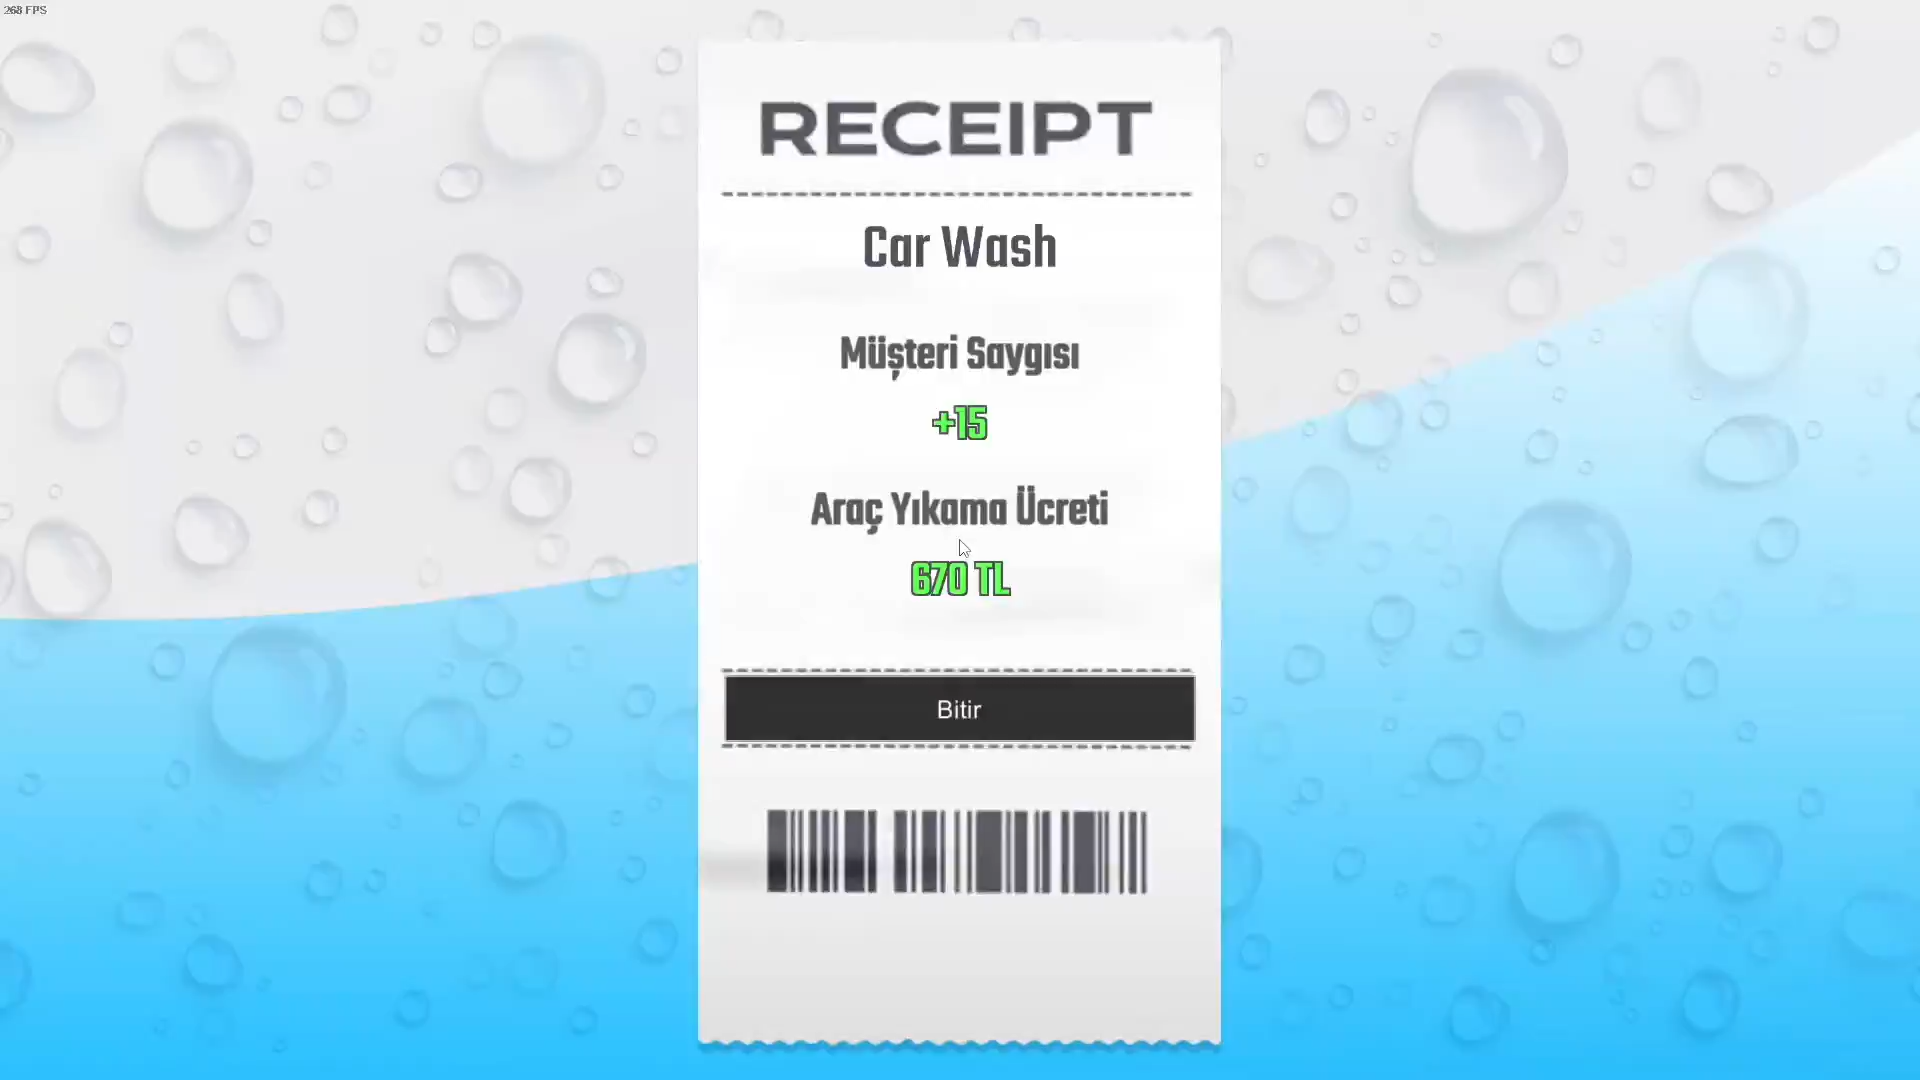 268 FPS
RECEIPT
Car Wash
Müşteri Saygısı
+15
Araç Yıkama Ücreti
670 TL
Bitir